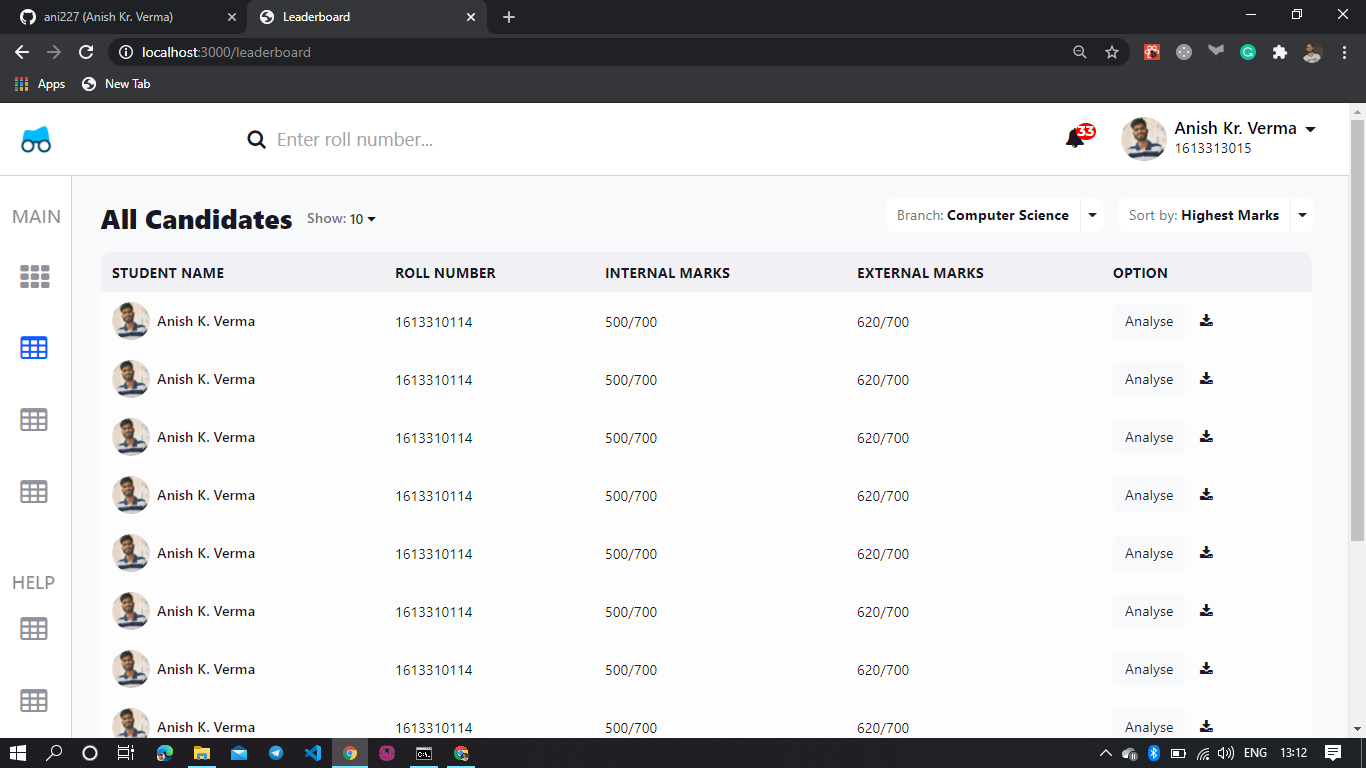 ani227 (Anish Kr. Verma)
Leaderboard
localhost:3000/leaderboard
Apps
New Tab
Enter roll number...
33
Anish Kr. Verma
1613313015
MAIN
HELP
All Candidates
Show: 10
Branch: Computer Science
Sort by: Highest Marks
STUDENT NAME ROLL NUMBER INTERNAL MARKS EXTERNAL MARKS OPTION
Anish K. Verma 1613310114 500/700 620/700 Analyse
Anish K. Verma 1613310114 500/700 620/700 Analyse
Anish K. Verma 1613310114 500/700 620/700 Analyse
Anish K. Verma 1613310114 500/700 620/700 Analyse
Anish K. Verma 1613310114 500/700 620/700 Analyse
Anish K. Verma 1613310114 500/700 620/700 Analyse
Anish K. Verma 1613310114 500/700 620/700 Analyse
Anish K. Verma 1613310114 500/700 620/700 Analyse
ENG 13:12